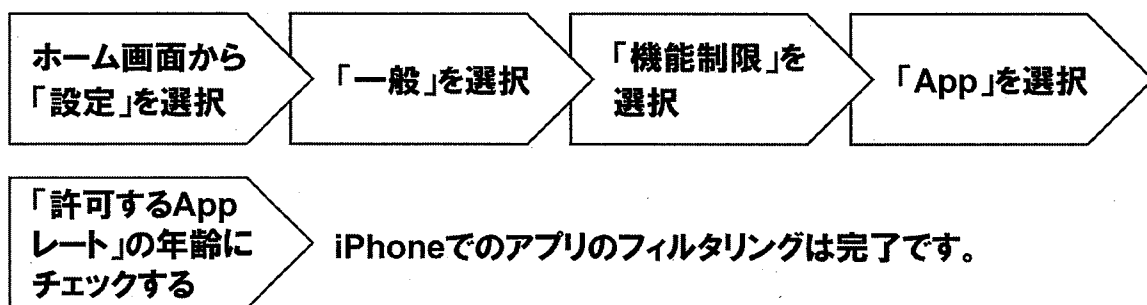 ホーム画面から
「設定」を選択
「一般」を選択
「機能制限」を
選択
「App」を選択
「許可するApp
レート」の年齢に
チェックする
iPhoneでのアプリのフィルタリングは完了です。